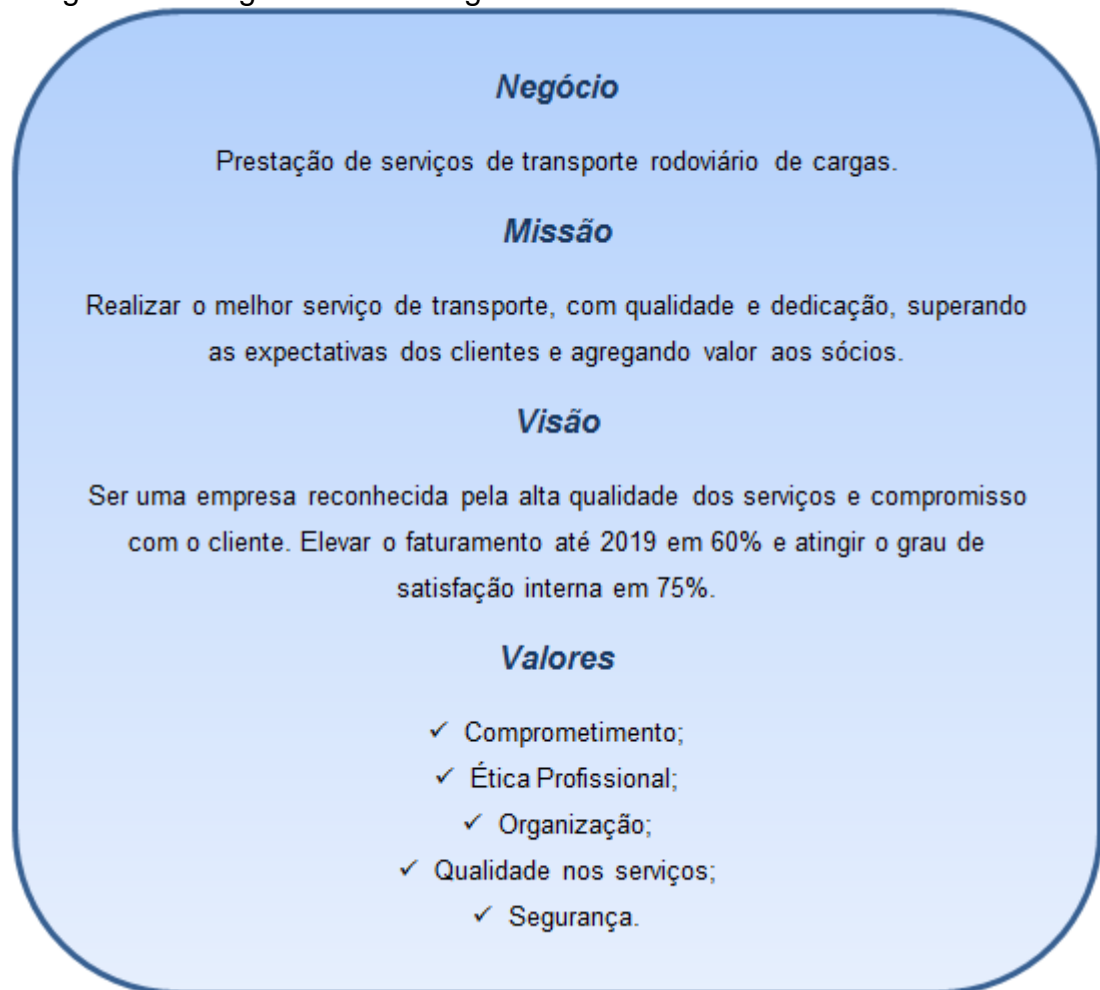 Negócio
Prestação de serviços de transporte rodoviário de cargas.
Missão
Realizar o melhor serviço de transporte, com qualidade e dedicação, superando
as expectativas dos clientes e agregando valor aos sócios.
Visão
Ser uma empresa reconhecida pela alta qualidade dos serviços e compromisso
com o cliente. Elevar o faturamento até 2019 em 60% e atingir o grau de
satisfação interna em 75%.
Valores
✓ Comprometimento;
✓ Ética Profissional;
✓ Organização;
✓ Qualidade nos serviços;
✓ Segurança.